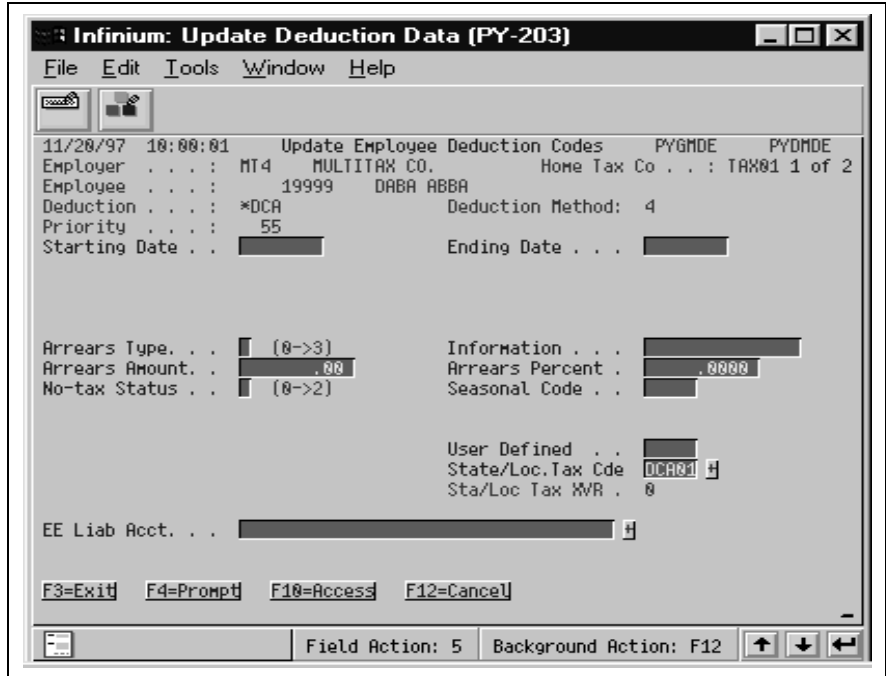 Infinium: Update Deduction Data (PY-203)
File Edit Tools Window Help
11/20/97 10:00:01 Update Employee Deduction Codes PYGMDE PYDMDE
Employer . . . : MT4 MULTITAX CO. Home Tax Co . . : TAX01 1 of 2
Employee . . . : 19999 DABA ABBA
Deduction . . . : *DCA Deduction Method: 4
Priority . . . : 55
Starting Date . . Ending Date . . .
Arrears Type. . . (0->3) Information . . .
Arrears Amount. . .00 Arrears Percent . .0000
No-tax Status . . (0->2) Seasonal Code . .
User Defined . .
State/Loc.Tax Cde DCA01 +
Sta/Loc Tax XVR . 0
EE Liab Acct. . . +
F3=Exit F4=Prompt F10=Access F12=Cancel
Field Action: 5 Background Action: F12